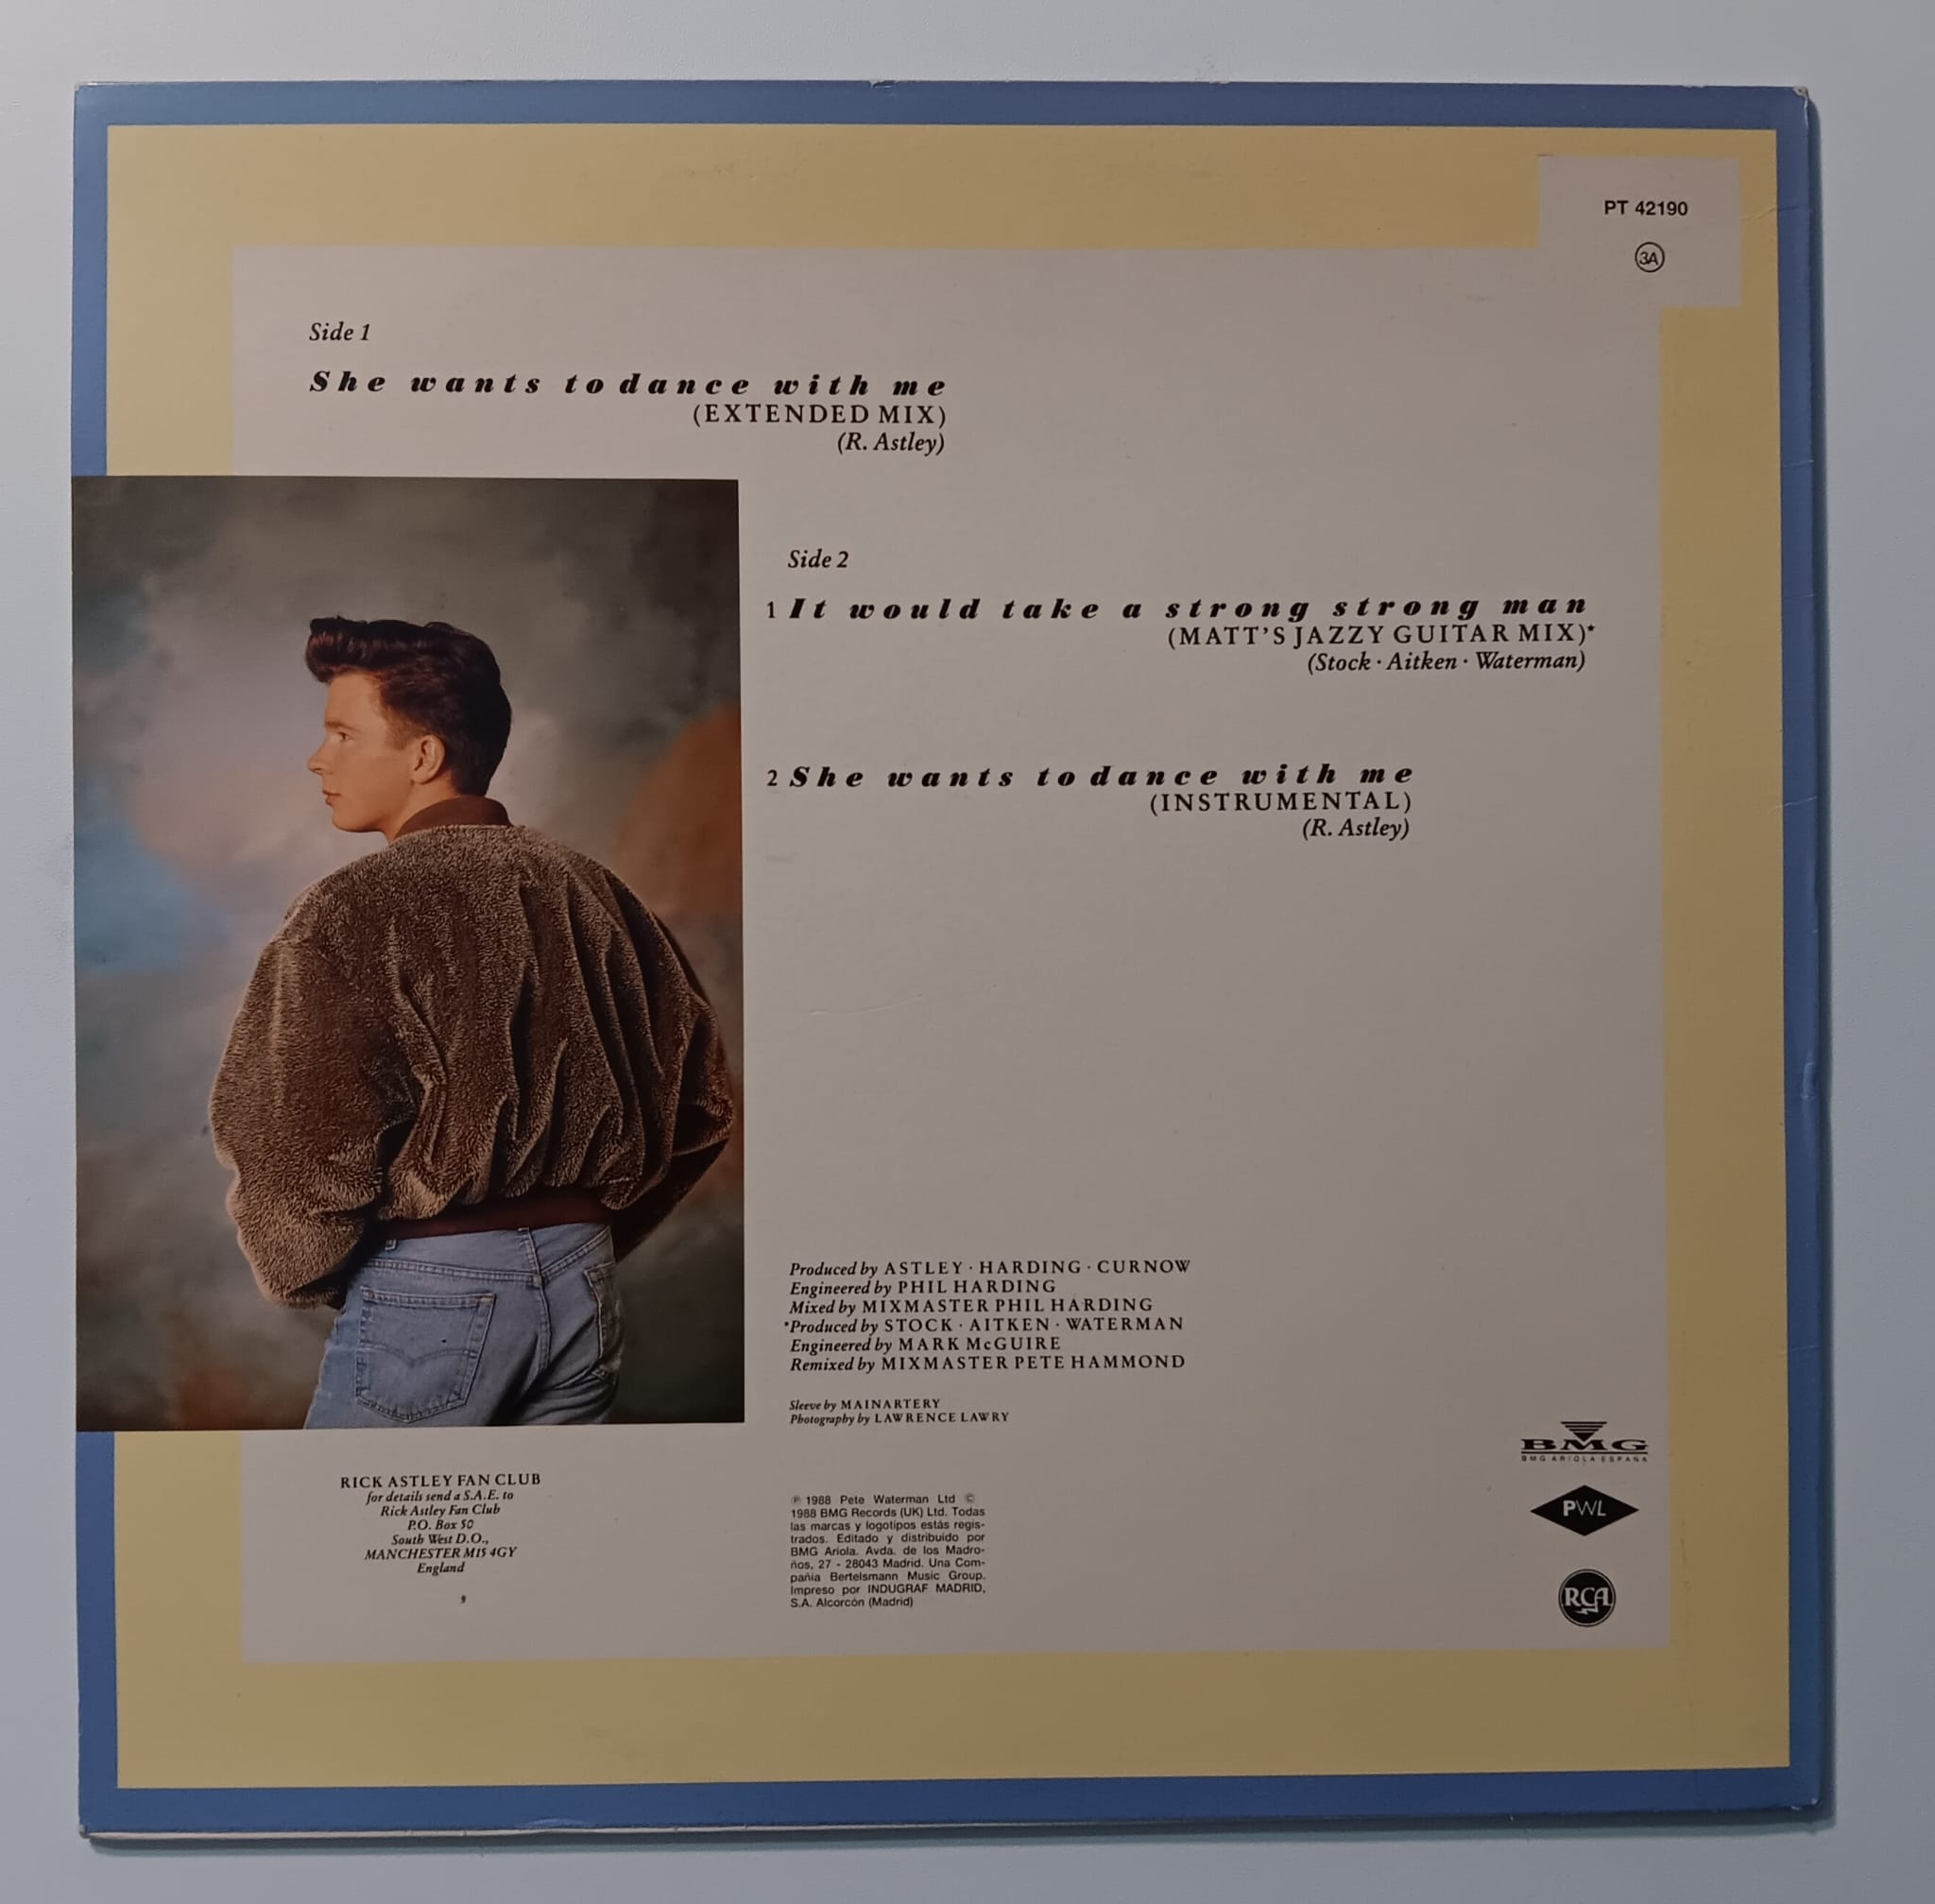 PT 42190
3A
Side 1
She wants to dance with me
(EXTENDED MIX)
(R. Astley)
Side 2
1 It would take a strong strong man
(MATT'S JAZZY GUITAR MIX)*
(Stock · Aitken · Waterman)
2 She wants to dance with me
(INSTRUMENTAL)
(R. Astley)
Produced by ASTLEY · HARDING · CURNOW
Engineered by PHIL HARDING
Mixed by MIXMASTER PHIL HARDING
*Produced by STOCK · AITKEN · WATERMAN
Engineered by MARK McGUIRE
Remixed by MIXMASTER PETE HAMMOND
Sleeve by MAINARTERY
Photography by LAWRENCE LAWRY
RICK ASTLEY FAN CLUB
for details send a S.A.E. to
Rick Astley Fan Club
P.O. Box 50
South West D.O.,
MANCHESTER M15 4GY
England
℗ 1988 Pete Waterman Ltd ©
1988 BMG Records (UK) Ltd. Todas
las marcas y logotipos estás regis-
trados. Editado y distribuido por
BMG Ariola. Avda. de los Madro-
ños, 27 - 28043 Madrid. Una Com-
pañia Bertelsmann Music Group.
Impreso por INDUGRAF MADRID,
S.A. Alcorcón (Madrid)
BMG
BMG ARIOLA ESPAÑA
PWL
RCA